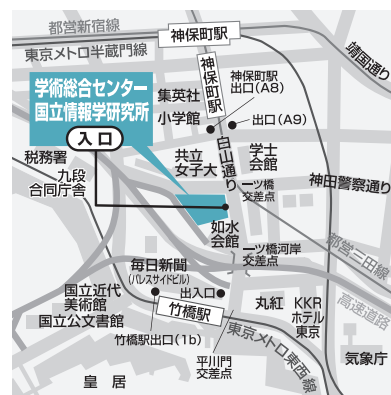 都営新宿線
東京メトロ半蔵門線
神保町駅
靖国通り
神保町駅
学術総合センター
国立情報学研究所
入口
集英社
小学館
神保町駅
出口(A8)
出口(A9)
白山通り
税務署
九段
合同庁舎
共立
女子大
学士
会館
一ツ橋
交差点
神田警察通り
如水
会館
一ツ橋河岸
交差点
都営三田線
毎日新聞
(パレスサイドビル)
出入口
高速道路
国立近代
美術館
国立公文書館
竹橋駅
丸紅
KKR
ホテル
東京
竹橋駅出口(1b)
平川門
交差点
東京メトロ東西線
気象庁
皇居